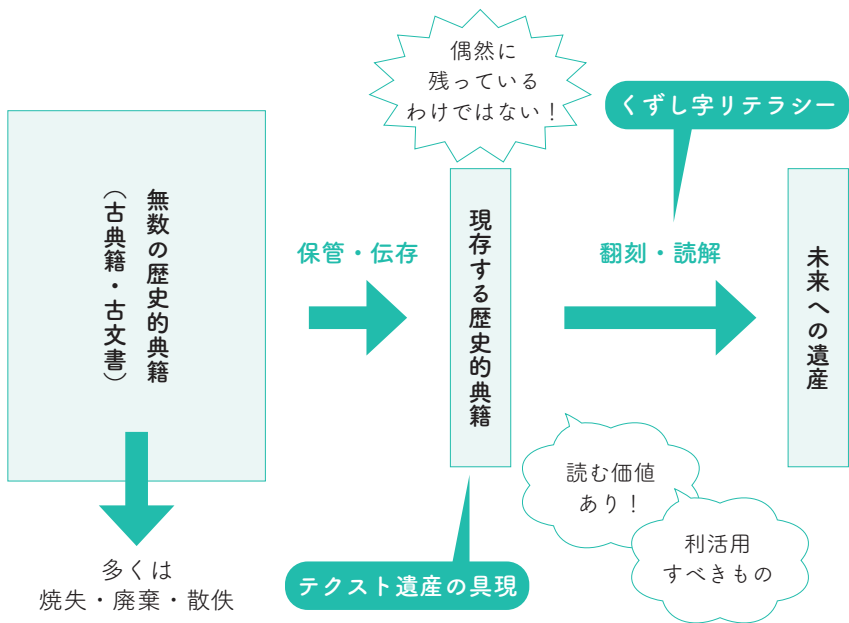 無数の歴史的典籍
（古典籍・古文書）
多くは
焼失・廃棄・散佚
保管・伝存
偶然に
残っている
わけではない！
現存する歴史的典籍
テクスト遺産の具現
くずし字リテラシー
翻刻・読解
読む価値
あり！
利活用
すべきもの
未来への遺産